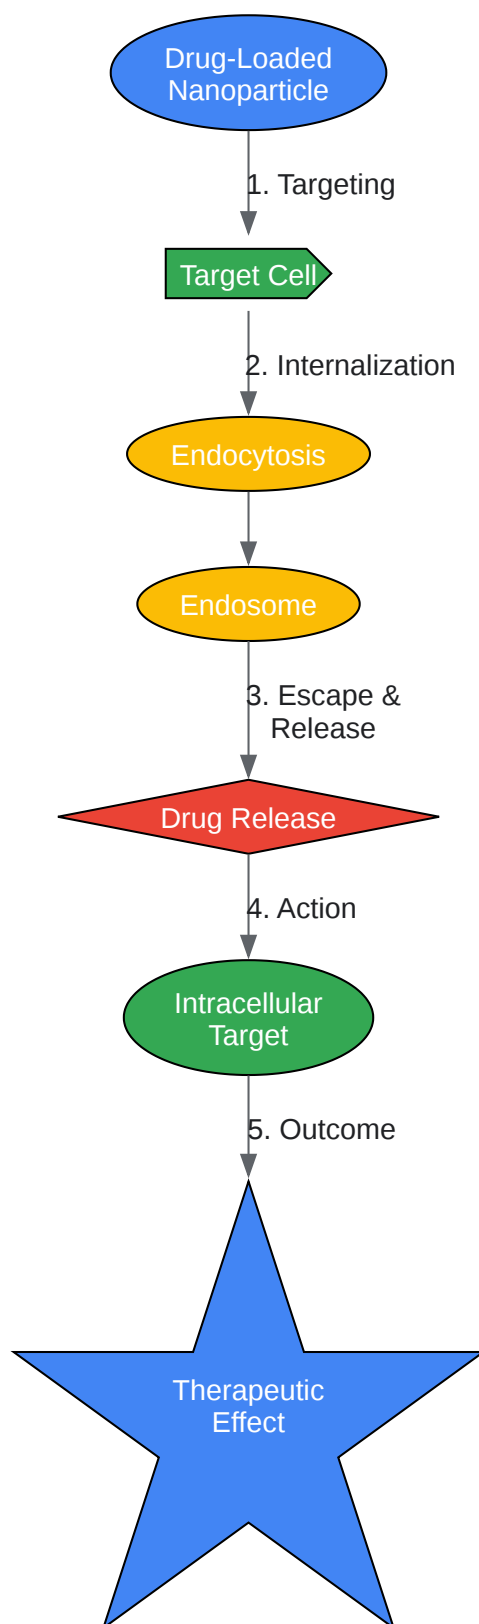 Drug-Loaded
Nanoparticle
1. Targeting
Target Cell
2. Internalization
Endocytosis
Endosome
3. Escape &
Release
Drug Release
4. Action
Intracellular
Target
5. Outcome
Therapeutic
Effect